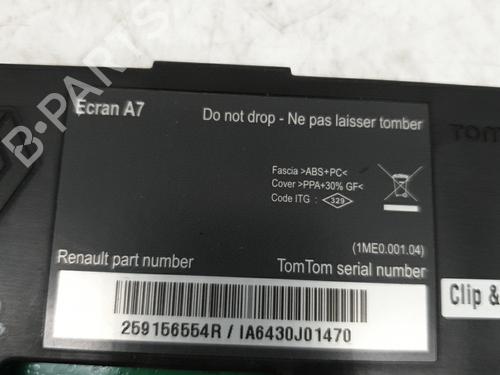 B-PARTS
Ecran A7
Do not drop - Ne pas laisser tomber
TOM
Fascia >ABS+PC<
Cover >PPA+30% GF<
Code ITG : 329
(1ME0.001.04)
Renault part number
TomTom serial number
Clip &
259156554R / IA6430J01470